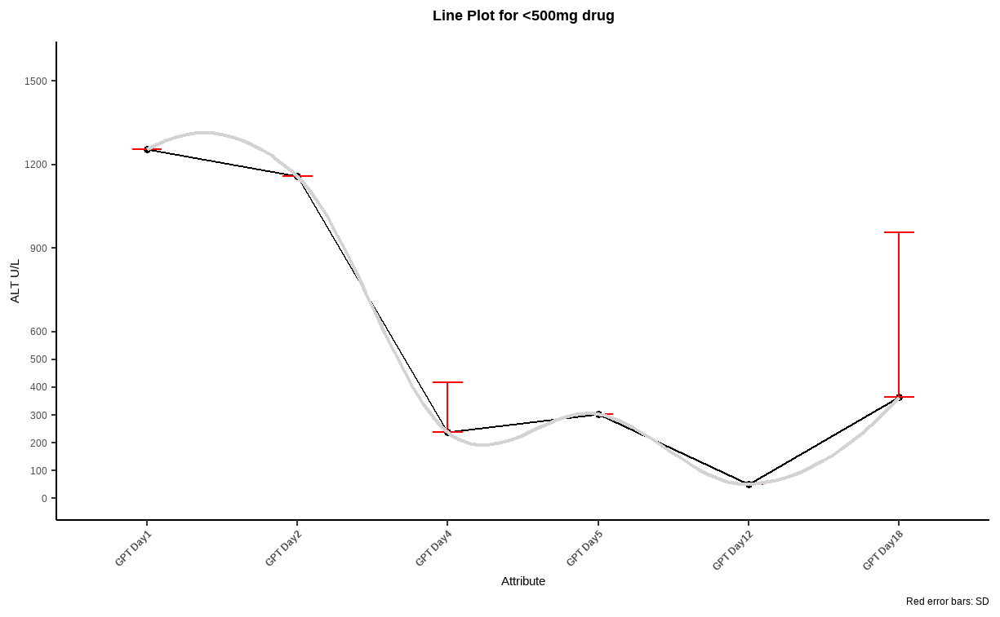 Line Plot for <500mg drug
ALT U/L
1500
1200
900
600
500
400
300
200
100
0
GPT Day1
GPT Day2
GPT Day4
GPT Day5
GPT Day12
GPT Day18
Attribute
Red error bars: SD